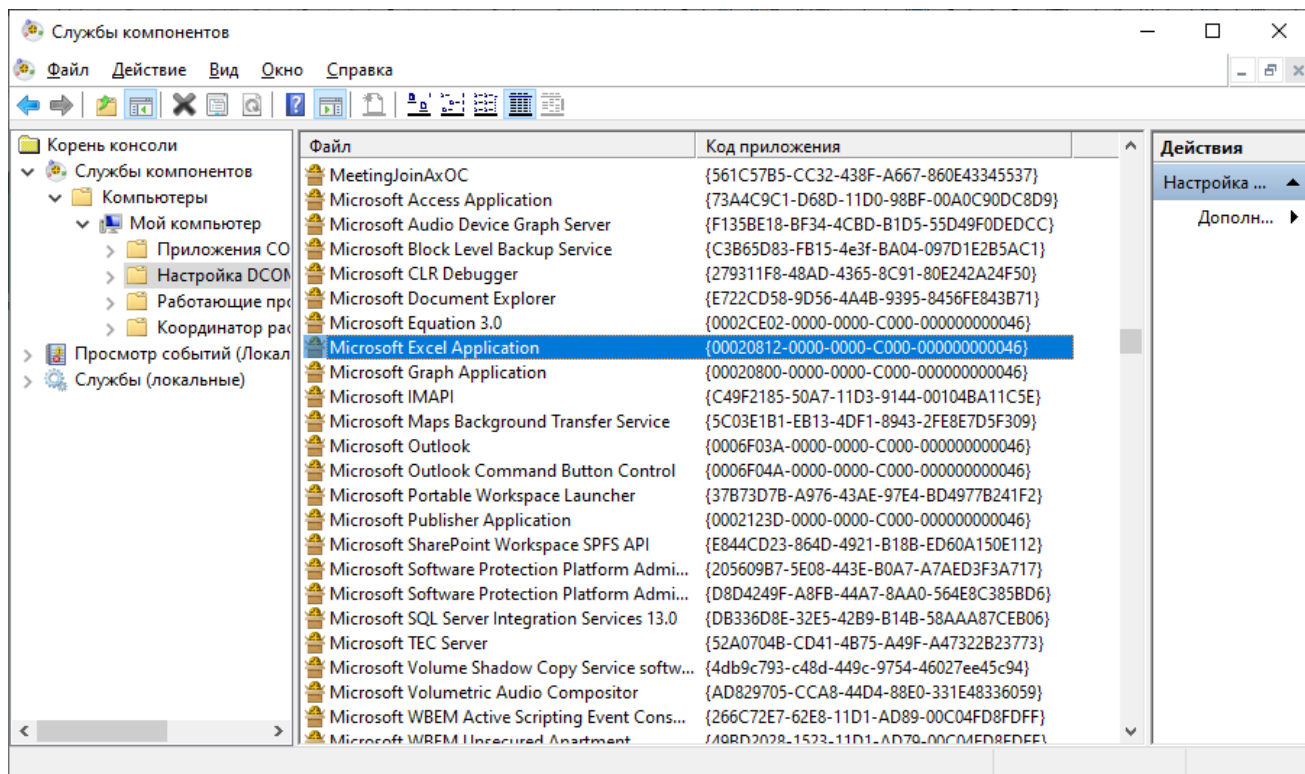 Службы компонентов
Файл Действие Вид Окно Справка
Корень консоли
Службы компонентов
Компьютеры
Мой компьютер
Приложения CO
Настройка DCOM
Работающие про
Координатор рас
Просмотр событий (Локал
Службы (локальные)
Файл Код приложения
MeetingJoinAxOC {561C57B5-CC32-438F-A667-860E43345537}
Microsoft Access Application {73A4C9C1-D68D-11D0-98BF-00A0C90DC8D9}
Microsoft Audio Device Graph Server {F135BE18-BF34-4CBD-B1D5-55D49F0DEDCC}
Microsoft Block Level Backup Service {C3B65D83-FB15-4e3f-BA04-097D1E2B5AC1}
Microsoft CLR Debugger {279311F8-48AD-4365-8C91-80E242A24F50}
Microsoft Document Explorer {E722CD58-9D56-4A4B-9395-8456FE843B71}
Microsoft Equation 3.0 {0002CE02-0000-0000-C000-000000000046}
Microsoft Excel Application {00020812-0000-0000-C000-000000000046}
Microsoft Graph Application {00020800-0000-0000-C000-000000000046}
Microsoft IMAPI {C49F2185-50A7-11D3-9144-00104BA11C5E}
Microsoft Maps Background Transfer Service {5C03E1B1-EB13-4DF1-8943-2FE8E7D5F309}
Microsoft Outlook {0006F03A-0000-0000-C000-000000000046}
Microsoft Outlook Command Button Control {0006F04A-0000-0000-C000-000000000046}
Microsoft Portable Workspace Launcher {37B73D7B-A976-43AE-97E4-BD4977B241F2}
Microsoft Publisher Application {0002123D-0000-0000-C000-000000000046}
Microsoft SharePoint Workspace SPFS API {E844CD23-864D-4921-B18B-ED60A150E112}
Microsoft Software Protection Platform Admi... {205609B7-5E08-443E-B0A7-A7AED3F3A717}
Microsoft Software Protection Platform Admi... {D8D4249F-A8FB-44A7-8AA0-564E8C385BD6}
Microsoft SQL Server Integration Services 13.0 {DB336D8E-32E5-42B9-B14B-58AAA87CEB06}
Microsoft TEC Server {52A0704B-CD41-4B75-A49F-A47322B23773}
Microsoft Volume Shadow Copy Service softw... {4db9c793-c48d-449c-9754-46027ee45c94}
Microsoft Volumetric Audio Compositor {AD829705-CCA8-44D4-88E0-331E48336059}
Microsoft WBEM Active Scripting Event Cons... {266C72E7-62E8-11D1-AD89-00C04FD8FDFF}
Microsoft WBEM Unsecured Apartment {49BD2028-1523-11D1-AD79-00C04FD8FDFF}
Действия
Настройка ...
Дополн...